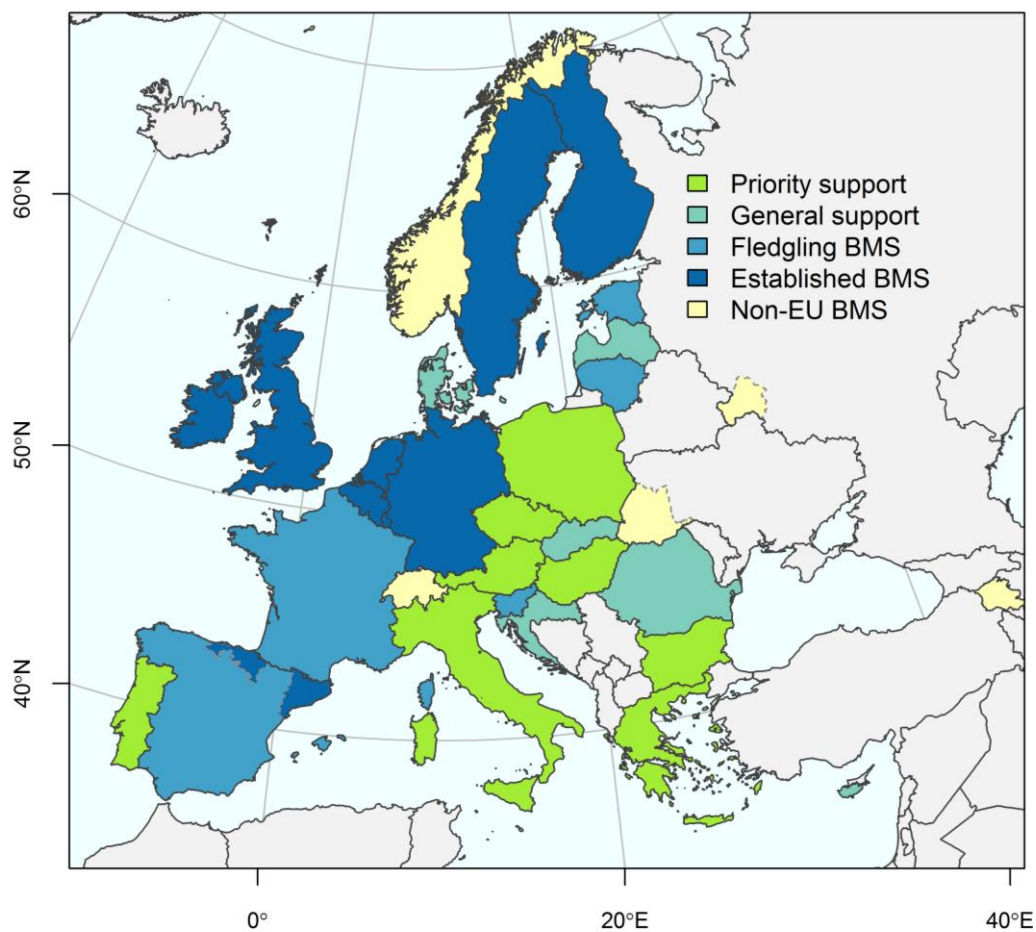 Priority support
General support
Fledgling BMS
Established BMS
Non-EU BMS
60°N
50°N
40°N
0°
20°E
40°E